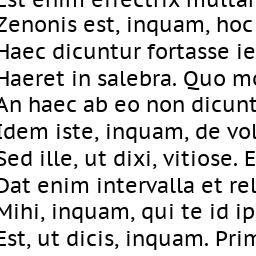 Est enim effectrix multar
Zenonis est, inquam, hoc
Haec dicuntur fortasse ie
Haeret in salebra. Quo mo
An haec ab eo non dicunt
Idem iste, inquam, de vol
Sed ille, ut dixi, vitiose. E
Dat enim intervalla et rel
Mihi, inquam, qui te id ip
Est, ut dicis, inquam. Prim